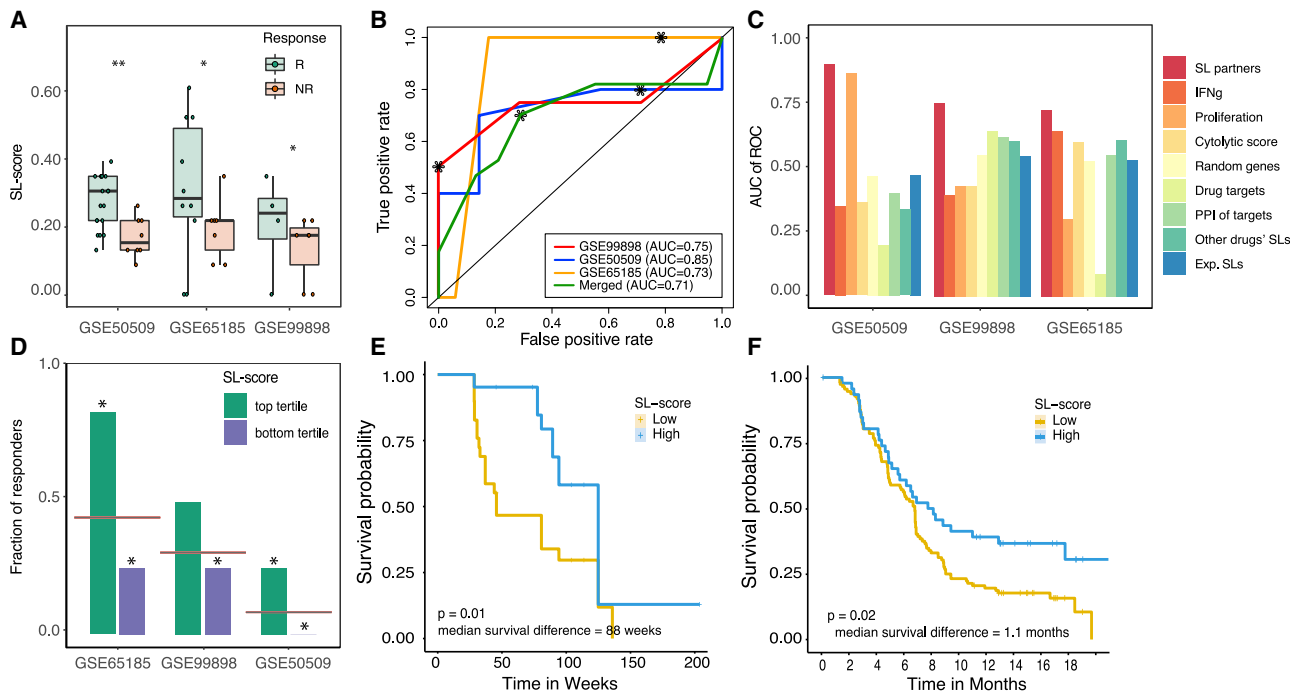 A
SL-score
0.60
0.40
0.20
0.00
Response
R
NR
**
*
*
GSE50509
GSE65185
GSE99898
B
True positive rate
1.0
0.8
0.6
0.4
0.2
0.0
GSE99898 (AUC=0.75)
GSE50509 (AUC=0.85)
GSE65185 (AUC=0.73)
Merged (AUC=0.71)
0.0 0.2 0.4 0.6 0.8 1.0
False positive rate
C
AUC of ROC
1.00
0.75
0.50
0.25
0.00
GSE50509
GSE99898
GSE65185
SL partners
IFNg
Proliferation
Cytolytic score
Random genes
Drug targets
PPI of targets
Other drugs' SLs
Exp. SLs
D
Fraction of responders
1.0
0.5
0.0
SL-score
top tertile
bottom tertile
*
*
*
*
*
GSE65185
GSE99898
GSE50509
E
Survival probability
1.00
0.75
0.50
0.25
0.00
SL−score
Low
High
p = 0.01
median survival difference = 88 weeks
0 50 100 150 200
Time in Weeks
F
Survival probability
1.00
0.75
0.50
0.25
0.00
SL−score
Low
High
p = 0.02
median survival difference = 1.1 months
0 2 4 6 8 10 12 14 16 18
Time in Months